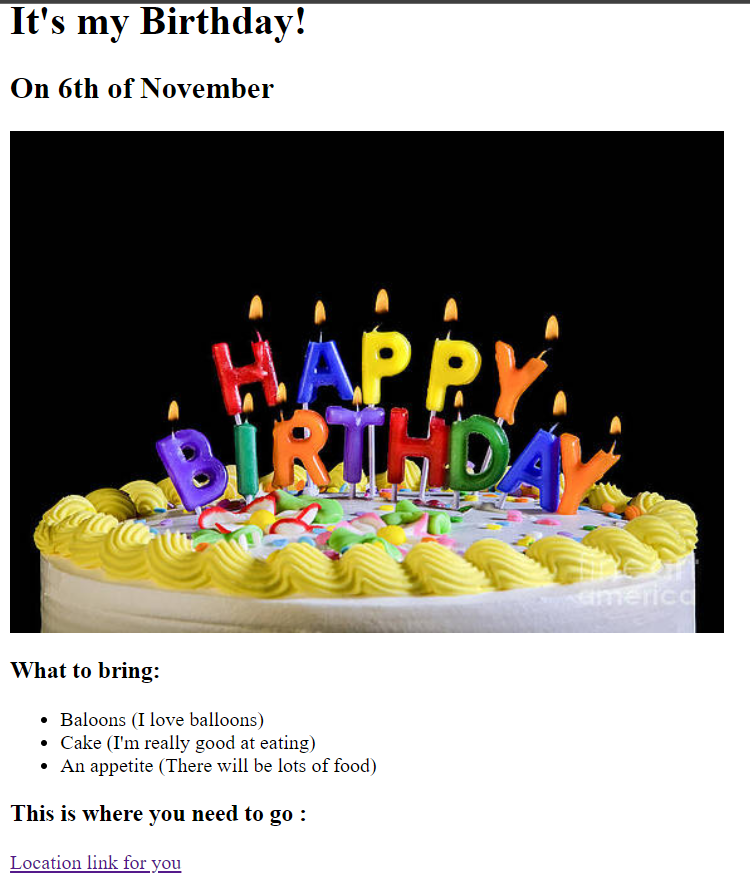 It's my Birthday!
On 6th of November
HAPPY
BIRTHDAY
fine art
america
What to bring:
Baloons (I love balloons)
Cake (I'm really good at eating)
An appetite (There will be lots of food)
This is where you need to go :
Location link for you